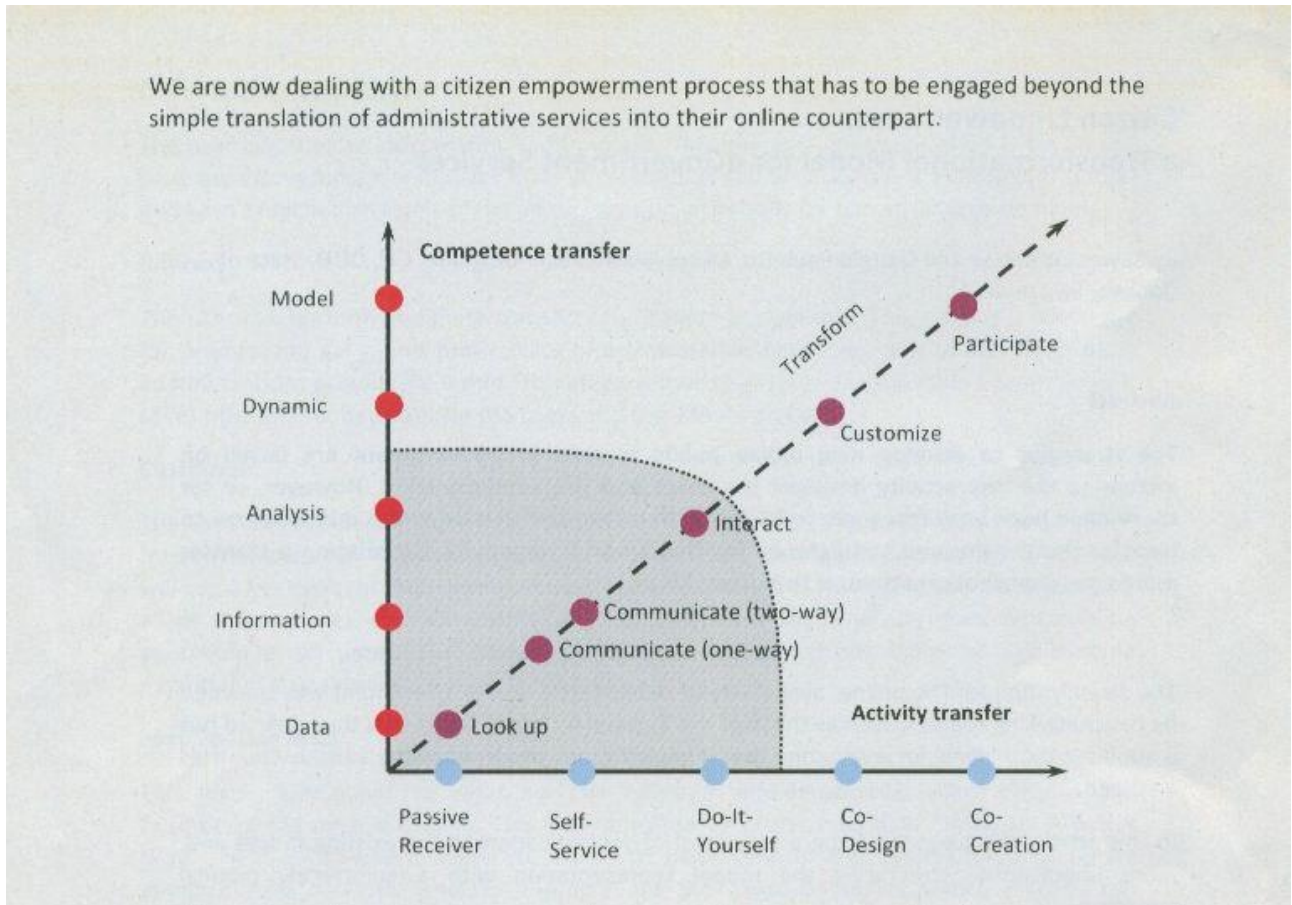 We are now dealing with a citizen empowerment process that has to be engaged beyond the
simple translation of administrative services into their online counterpart.
Competence transfer
Model
Transform
Participate
Dynamic
Customize
Analysis
Interact
Information
Communicate (two-way)
Communicate (one-way)
Activity transfer
Data
Look up
Passive
Receiver
Self-
Service
Do-It-
Yourself
Co-
Design
Co-
Creation